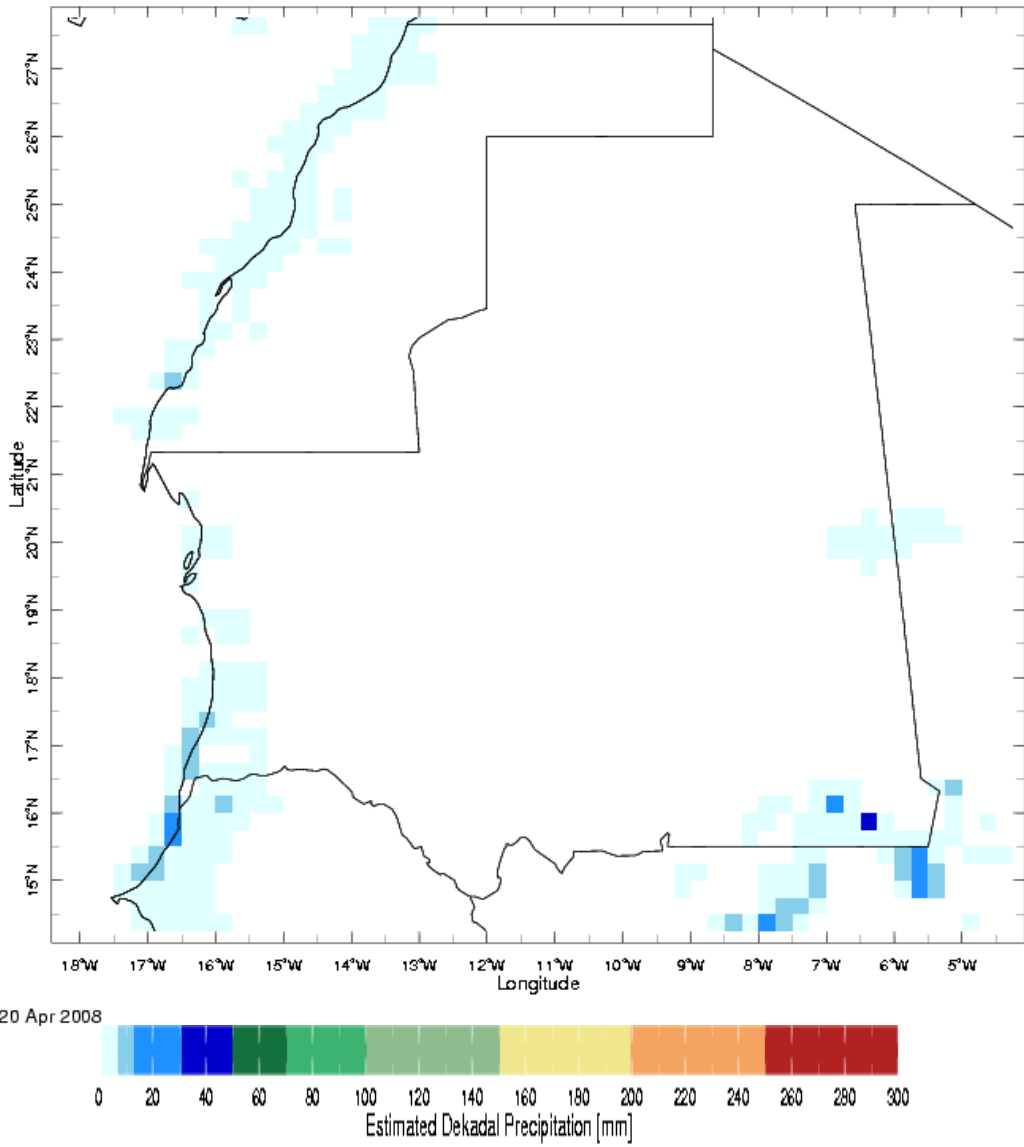 27°N
26°N
25°N
24°N
23°N
22°N
21°N
20°N
19°N
18°N
17°N
16°N
15°N
Latitude
18°W 17°W 16°W 15°W 14°W 13°W 12°W 11°W 10°W 9°W 8°W 7°W 6°W 5°W
Longitude
20 Apr 2008
0 20 40 60 80 100 120 140 160 180 200 220 240 260 280 300
Estimated Dekadal Precipitation [mm]